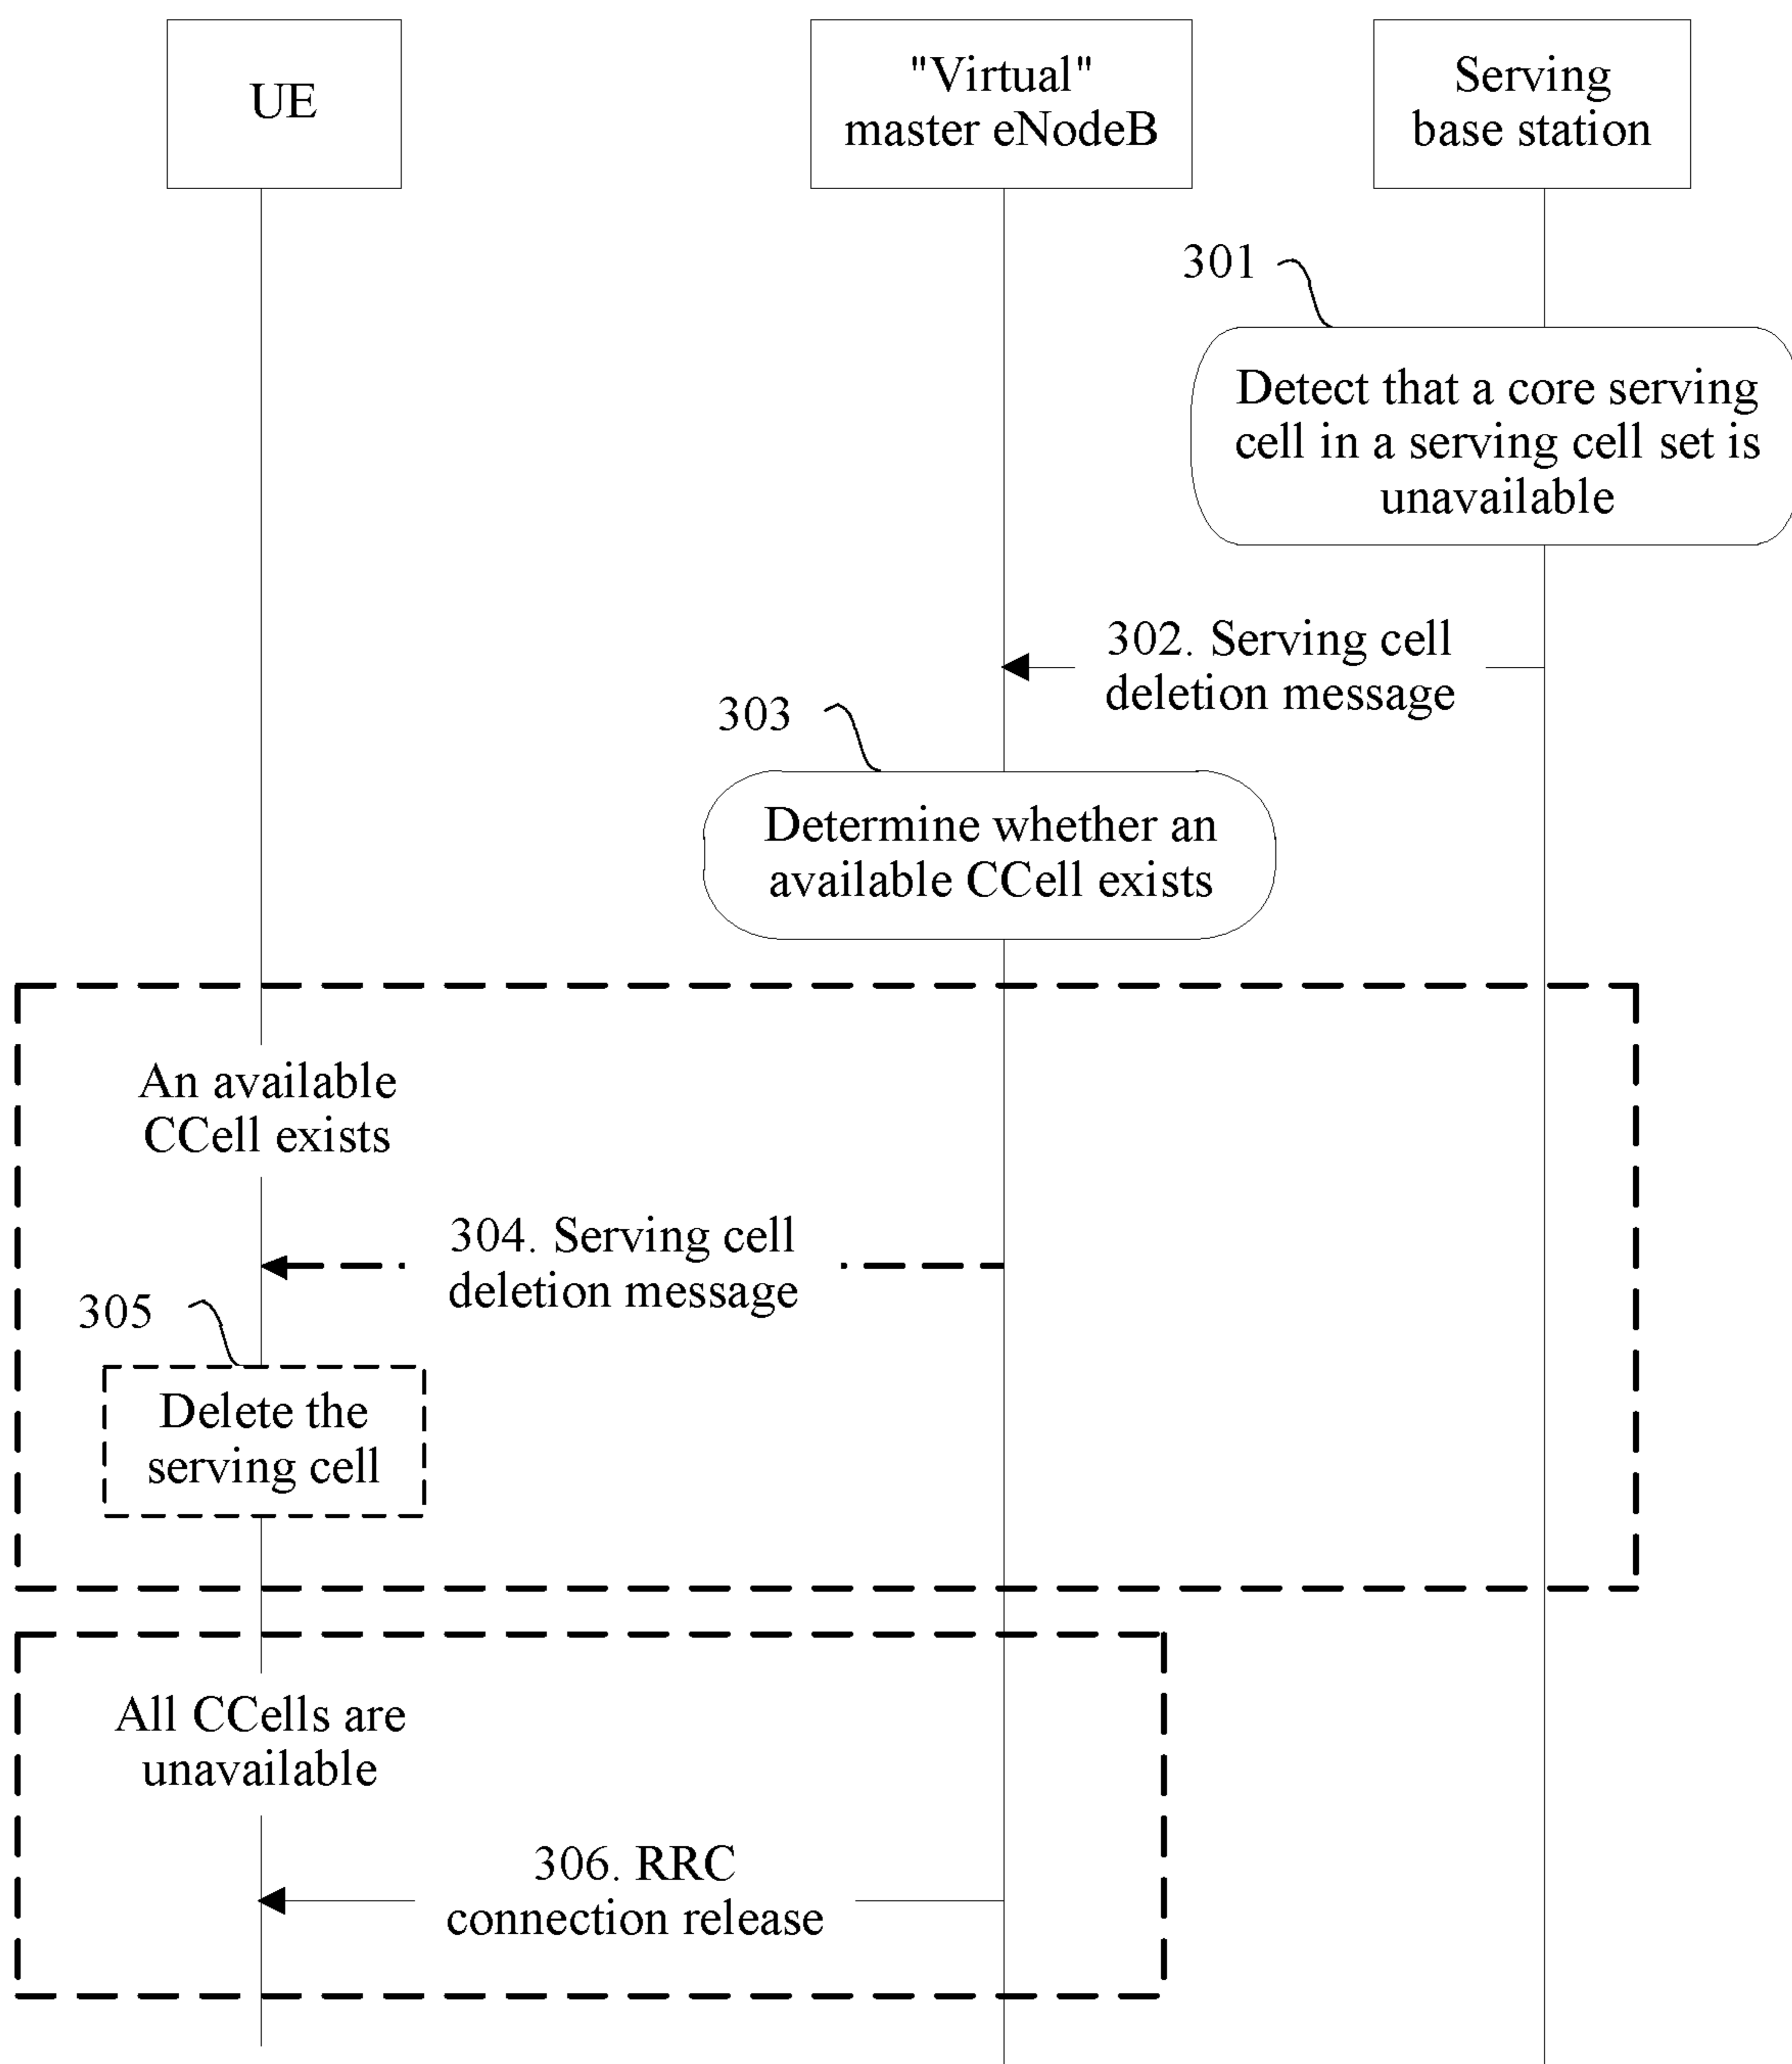 UE
"Virtual"
master eNodeB
Serving
base station
301
Detect that a core serving
cell in a serving cell set is
unavailable
302. Serving cell
deletion message
303
Determine whether an
available CCell exists
An available
CCell exists
304. Serving cell
deletion message
305
Delete the
serving cell
All CCells are
unavailable
306. RRC
connection release